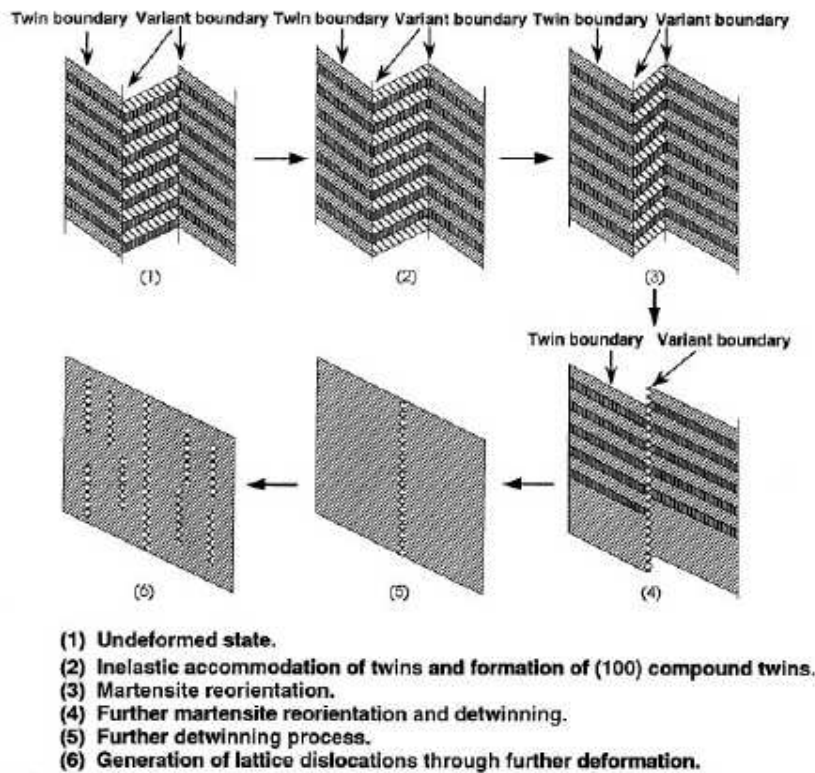 Twin boundary Variant boundary Twin boundary Variant boundary Twin boundary Variant boundary
(1) (2) (3)
Twin boundary Variant boundary
(6) (5) (4)
(1) Undeformed state.
(2) Inelastic accommodation of twins and formation of (100) compound twins.
(3) Martensite reorientation.
(4) Further martensite reorientation and detwinning.
(5) Further detwinning process.
(6) Generation of lattice dislocations through further deformation.